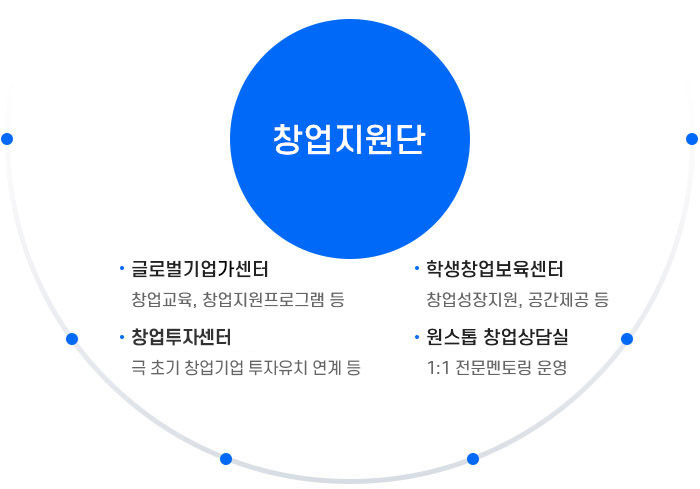 창업지원단
글로벌기업가센터
창업교육, 창업지원프로그램 등
학생창업보육센터
창업성장지원, 공간제공 등
창업투자센터
극 초기 창업기업 투자유치 연계 등
원스톱 창업상담실
1:1 전문멘토링 운영